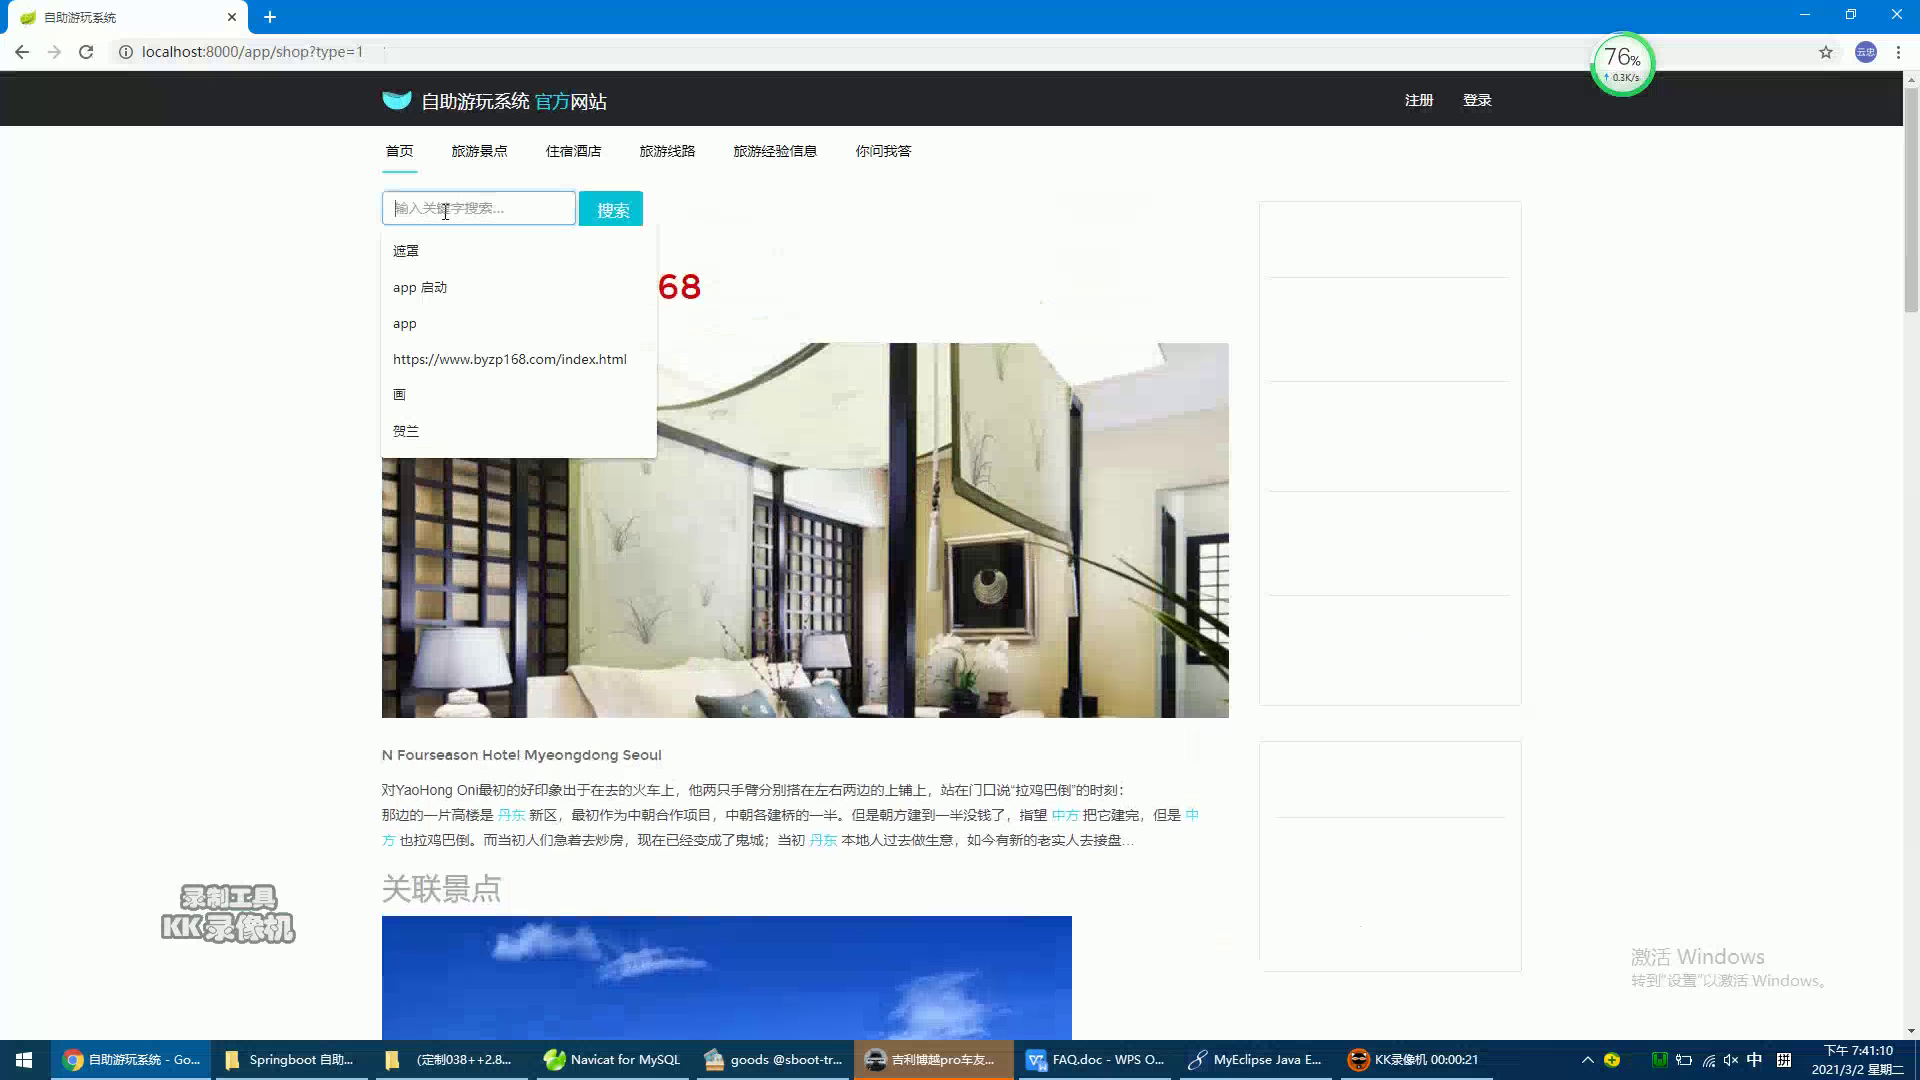 自助游玩系统
localhost:8000/app/shop?type=1
云忠
76%
0.3K/s
自助游玩系统 官方网站
注册 登录
首页 旅游景点 住宿酒店 旅游线路 旅游经验信息 你问我答
输入关键字搜索...
搜索
遮罩
app 启动
68
app
https://www.byzp168.com/index.html
画
贺兰
N Fourseason Hotel Myeongdong Seoul
对YaoHong Oni最初的好印象出于在去的火车上，他两只手臂分别搭在左右两边的上铺上，站在门口说“拉鸡巴倒”的时刻：
那边的一片高楼是 丹东 新区，最初作为中朝合作项目，中朝各建桥的一半。但是朝方建到一半没钱了，指望 中方 把它建完，但是 中
方 也拉鸡巴倒。而当初人们急着去炒房，现在已经变成了鬼城；当初 丹东 本地人过去做生意，如今有新的老实人去接盘…
关联景点
录制工具
KK录像机
激活 Windows
转到“设置”以激活 Windows。
自助游玩系统 - Go...
Springboot 自助...
(定制038++2.8...
Navicat for MySQL
goods @sboot-tr...
吉利博越pro车友...
FAQ.doc - WPS O...
MyEclipse Java E...
KK录像机 00:00:21
中
拼
下午 7:41:10
2021/3/2 星期二